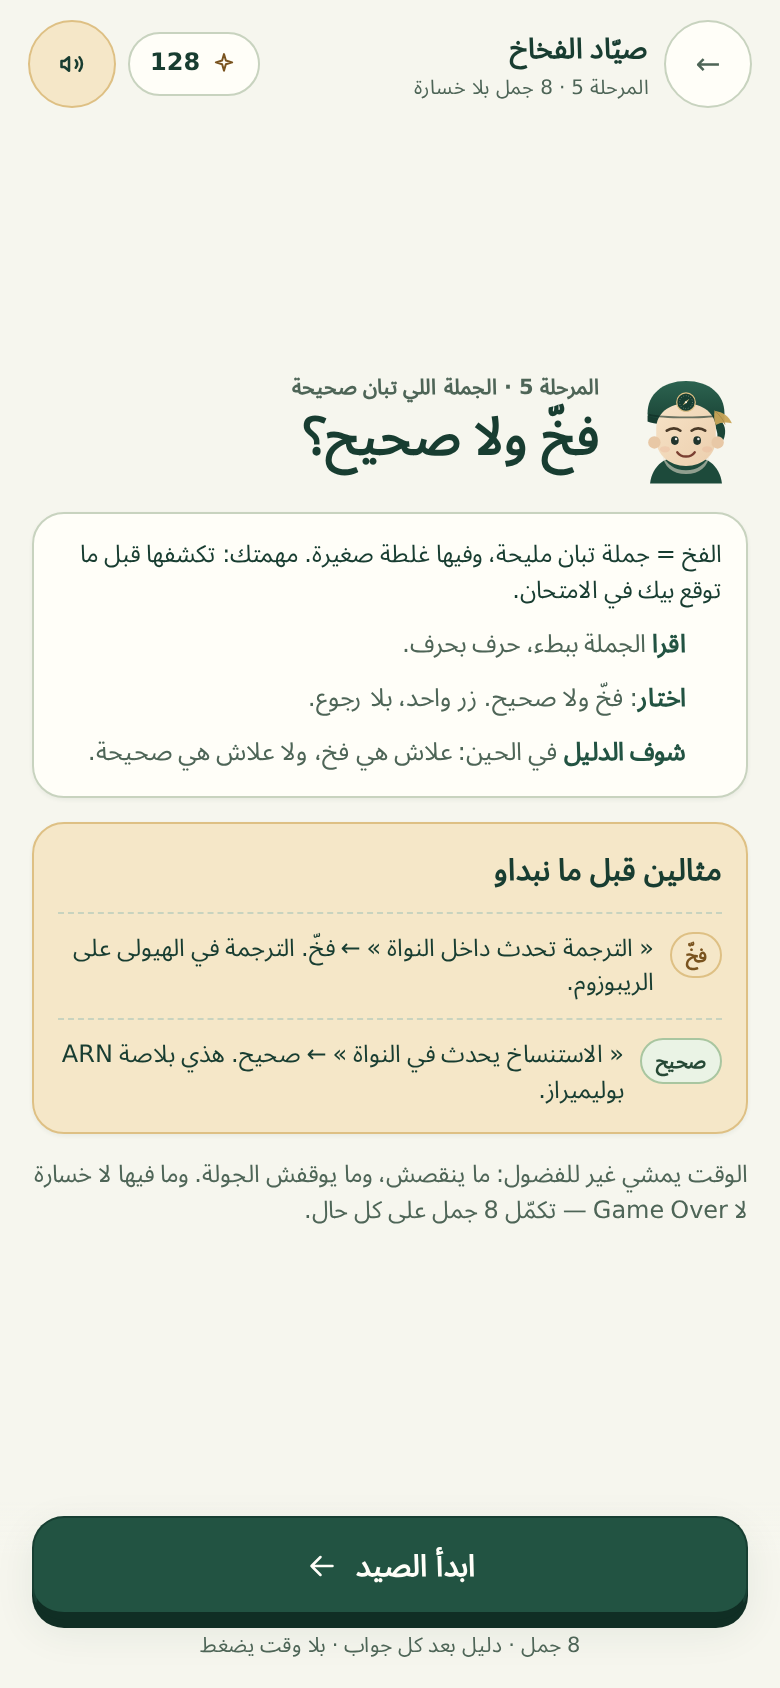 صيّاد الفخاخ
المرحلة 5 · 8 جمل بلا خسارة
128
المرحلة 5 · الجملة اللي تبان صحيحة
فخّ ولا صحيح؟
الفخ = جملة تبان مليحة، وفيها غلطة صغيرة. مهمتك: تكشفها قبل ما
توقع بيك في الامتحان.
اقرا الجملة ببطء، حرف بحرف.
اختار: فخّ ولا صحيح. زر واحد، بلا رجوع.
شوف الدليل في الحين: علاش هي فخ، ولا علاش هي صحيحة.
مثالين قبل ما نبداو
فخّ
« الترجمة تحدث داخل النواة » ← فخّ. الترجمة في الهيولى على
الريبوزوم.
صحيح
« الاستنساخ يحدث في النواة » ← صحيح. هذي بلاصة ARN
بوليميراز.
الوقت يمشي غير للفضول: ما ينقصش، وما يوقفش الجولة. وما فيها لا خسارة
لا Game Over — تكمّل 8 جمل على كل حال.
ابدأ الصيد ←
8 جمل · دليل بعد كل جواب · بلا وقت يضغط